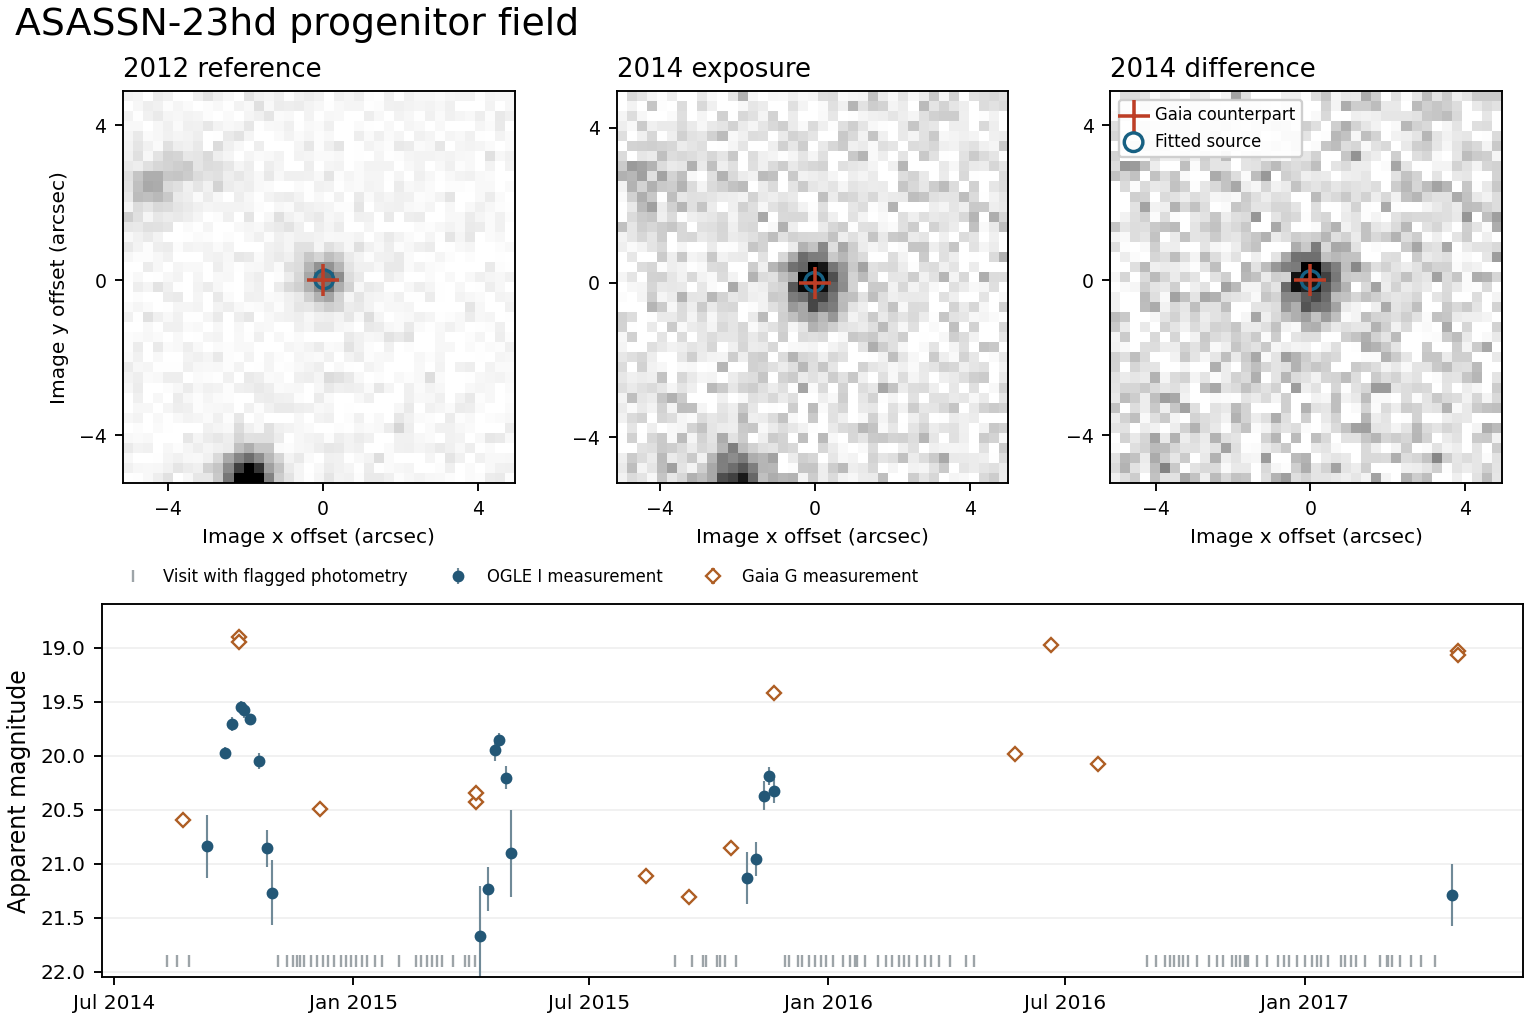 ASASSN-23hd progenitor field
2012 reference
2014 exposure
2014 difference
Image y offset (arcsec)
4
0
−4
−4
0
4
Image x offset (arcsec)
4
0
−4
−4
0
4
Image x offset (arcsec)
Gaia counterpart
Fitted source
4
0
−4
−4
0
4
Image x offset (arcsec)
Visit with flagged photometry
OGLE I measurement
Gaia G measurement
Apparent magnitude
19.0
19.5
20.0
20.5
21.0
21.5
22.0
Jul 2014
Jan 2015
Jul 2015
Jan 2016
Jul 2016
Jan 2017